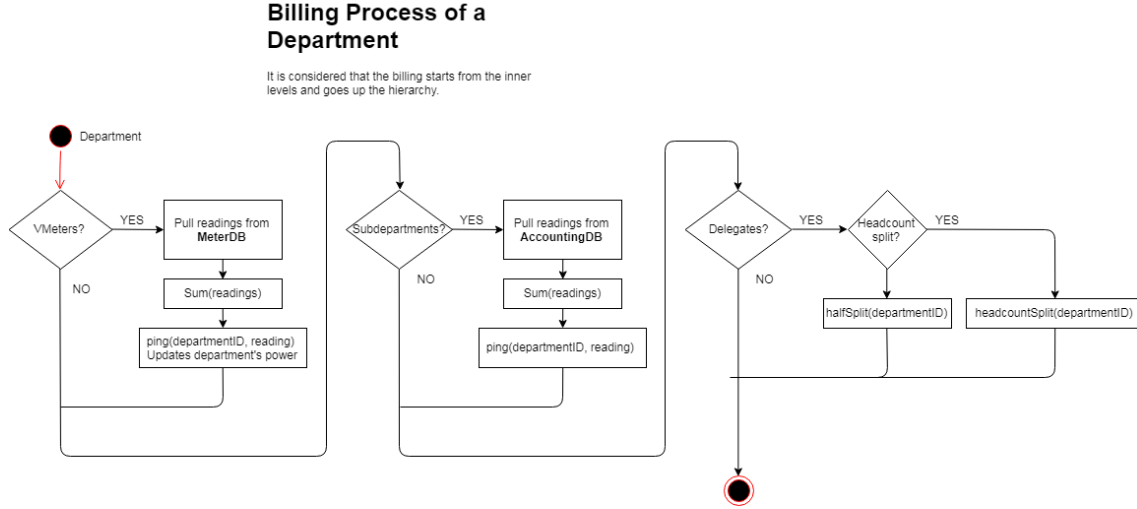 Billing Process of a
Department
It is considered that the billing starts from the inner
levels and goes up the hierarchy.
Department
VMeters?
YES
Pull readings from
MeterDB
NO
Sum(readings)
ping(departmentID, reading)
Updates department's power
Subdepartments?
YES
Pull readings from
AccountingDB
NO
Sum(readings)
ping(departmentID, reading)
Delegates?
YES
Headcount
split?
YES
NO
halfSplit(departmentID)
headcountSplit(departmentID)